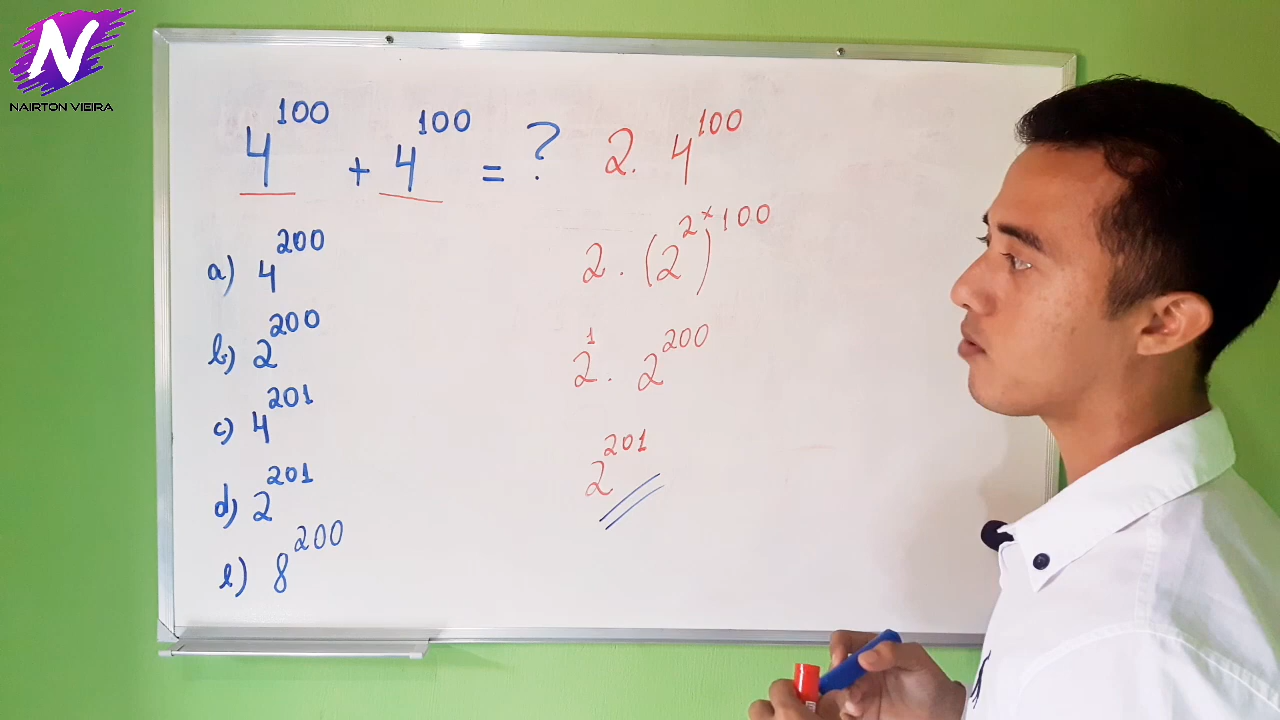 N
NAIRTON VIEIRA
4^100 + 4^100 = ?
a) 4^200
b) 2^200
c) 4^201
d) 2^201
e) 8^200
2. 4^100
2 . (2^2)^x 100
2^1 . 2^200
2^201